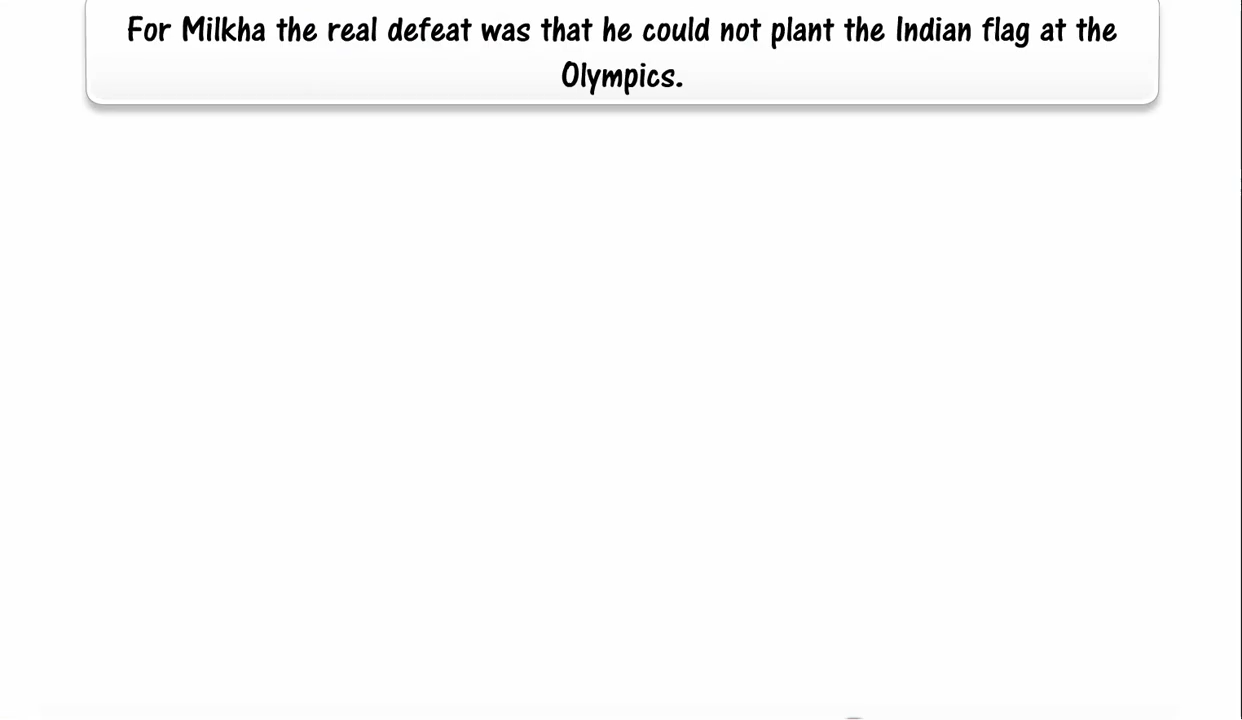 For Milkha the real defeat was that he could not plant the Indian flag at the
Olympics.